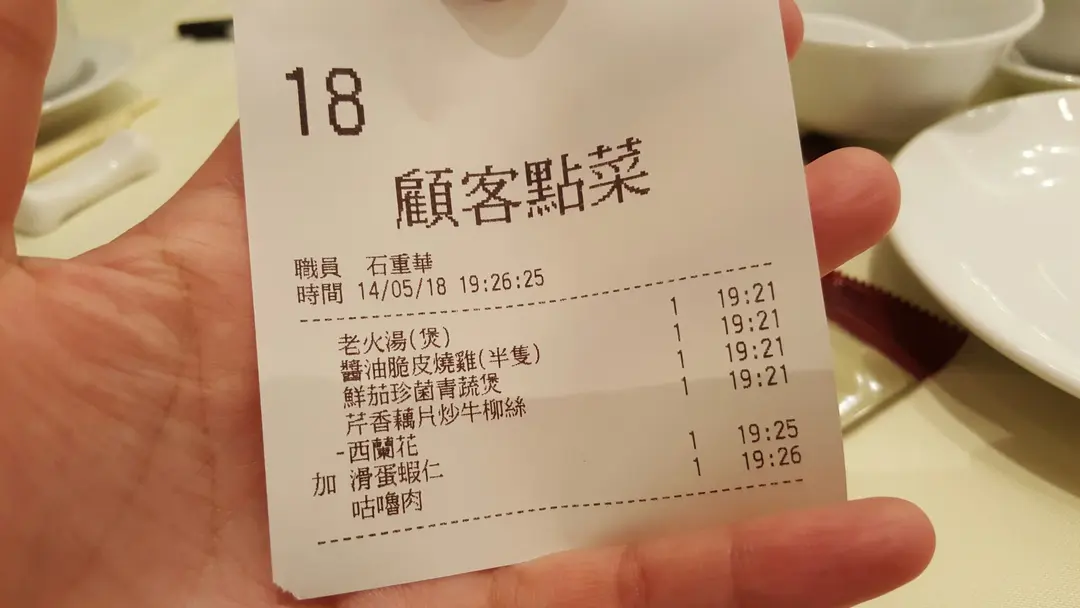 18
顧客點菜
職員 石重華
時間 14/05/18 19:26:25
老火湯(煲) 1 19:21
醬油脆皮燒雞(半隻) 1 19:21
鮮茄珍菌青蔬煲 1 19:21
芹香藕片炒牛柳絲 1 19:21
-西蘭花
加 滑蛋蝦仁 1 19:25
咕嚕肉 1 19:26